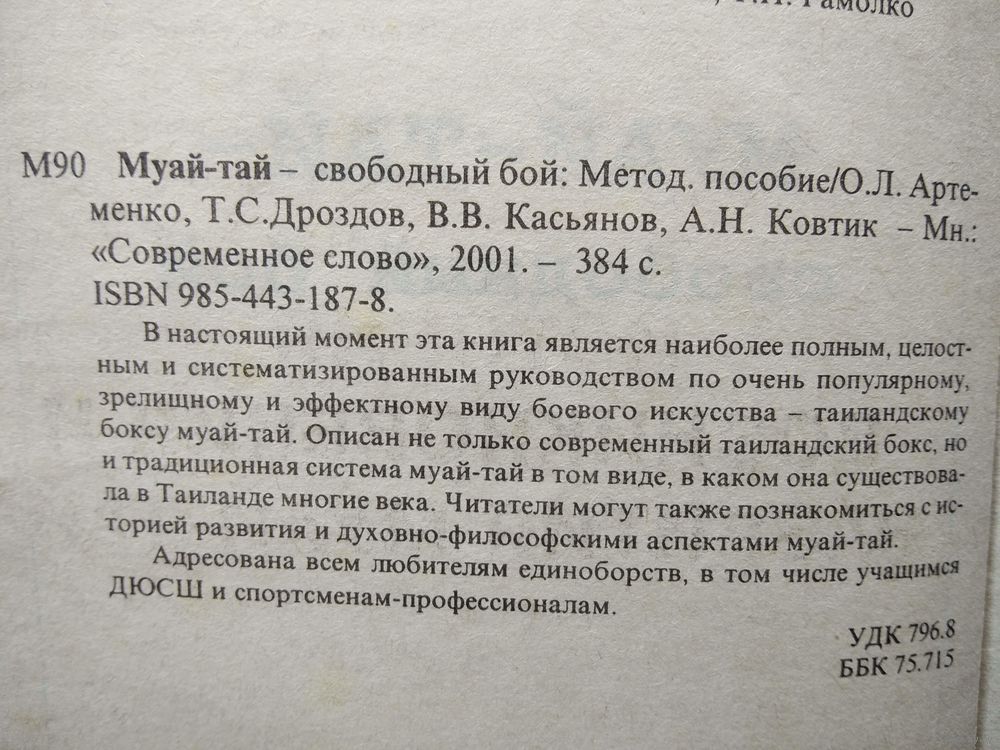 Гамолко
М90 Муай-тай – свободный бой: Метод. пособие/О.Л. Арте-
менко, Т.С.Дроздов, В.В. Касьянов, А.Н. Ковтик – Мн.:
«Современное слово», 2001. – 384 с.
ISBN 985-443-187-8.
В настоящий момент эта книга является наиболее полным, целост-
ным и систематизированным руководством по очень популярному,
зрелищному и эффектному виду боевого искусства – таиландскому
боксу муай-тай. Описан не только современный таиландский бокс, но
и традиционная система муай-тай в том виде, в каком она существова-
ла в Таиланде многие века. Читатели могут также познакомиться с ис-
торией развития и духовно-философскими аспектами муай-тай.
Адресована всем любителям единоборств, в том числе учащимся
ДЮСШ и спортсменам-профессионалам.
УДК 796.8
ББК 75.715